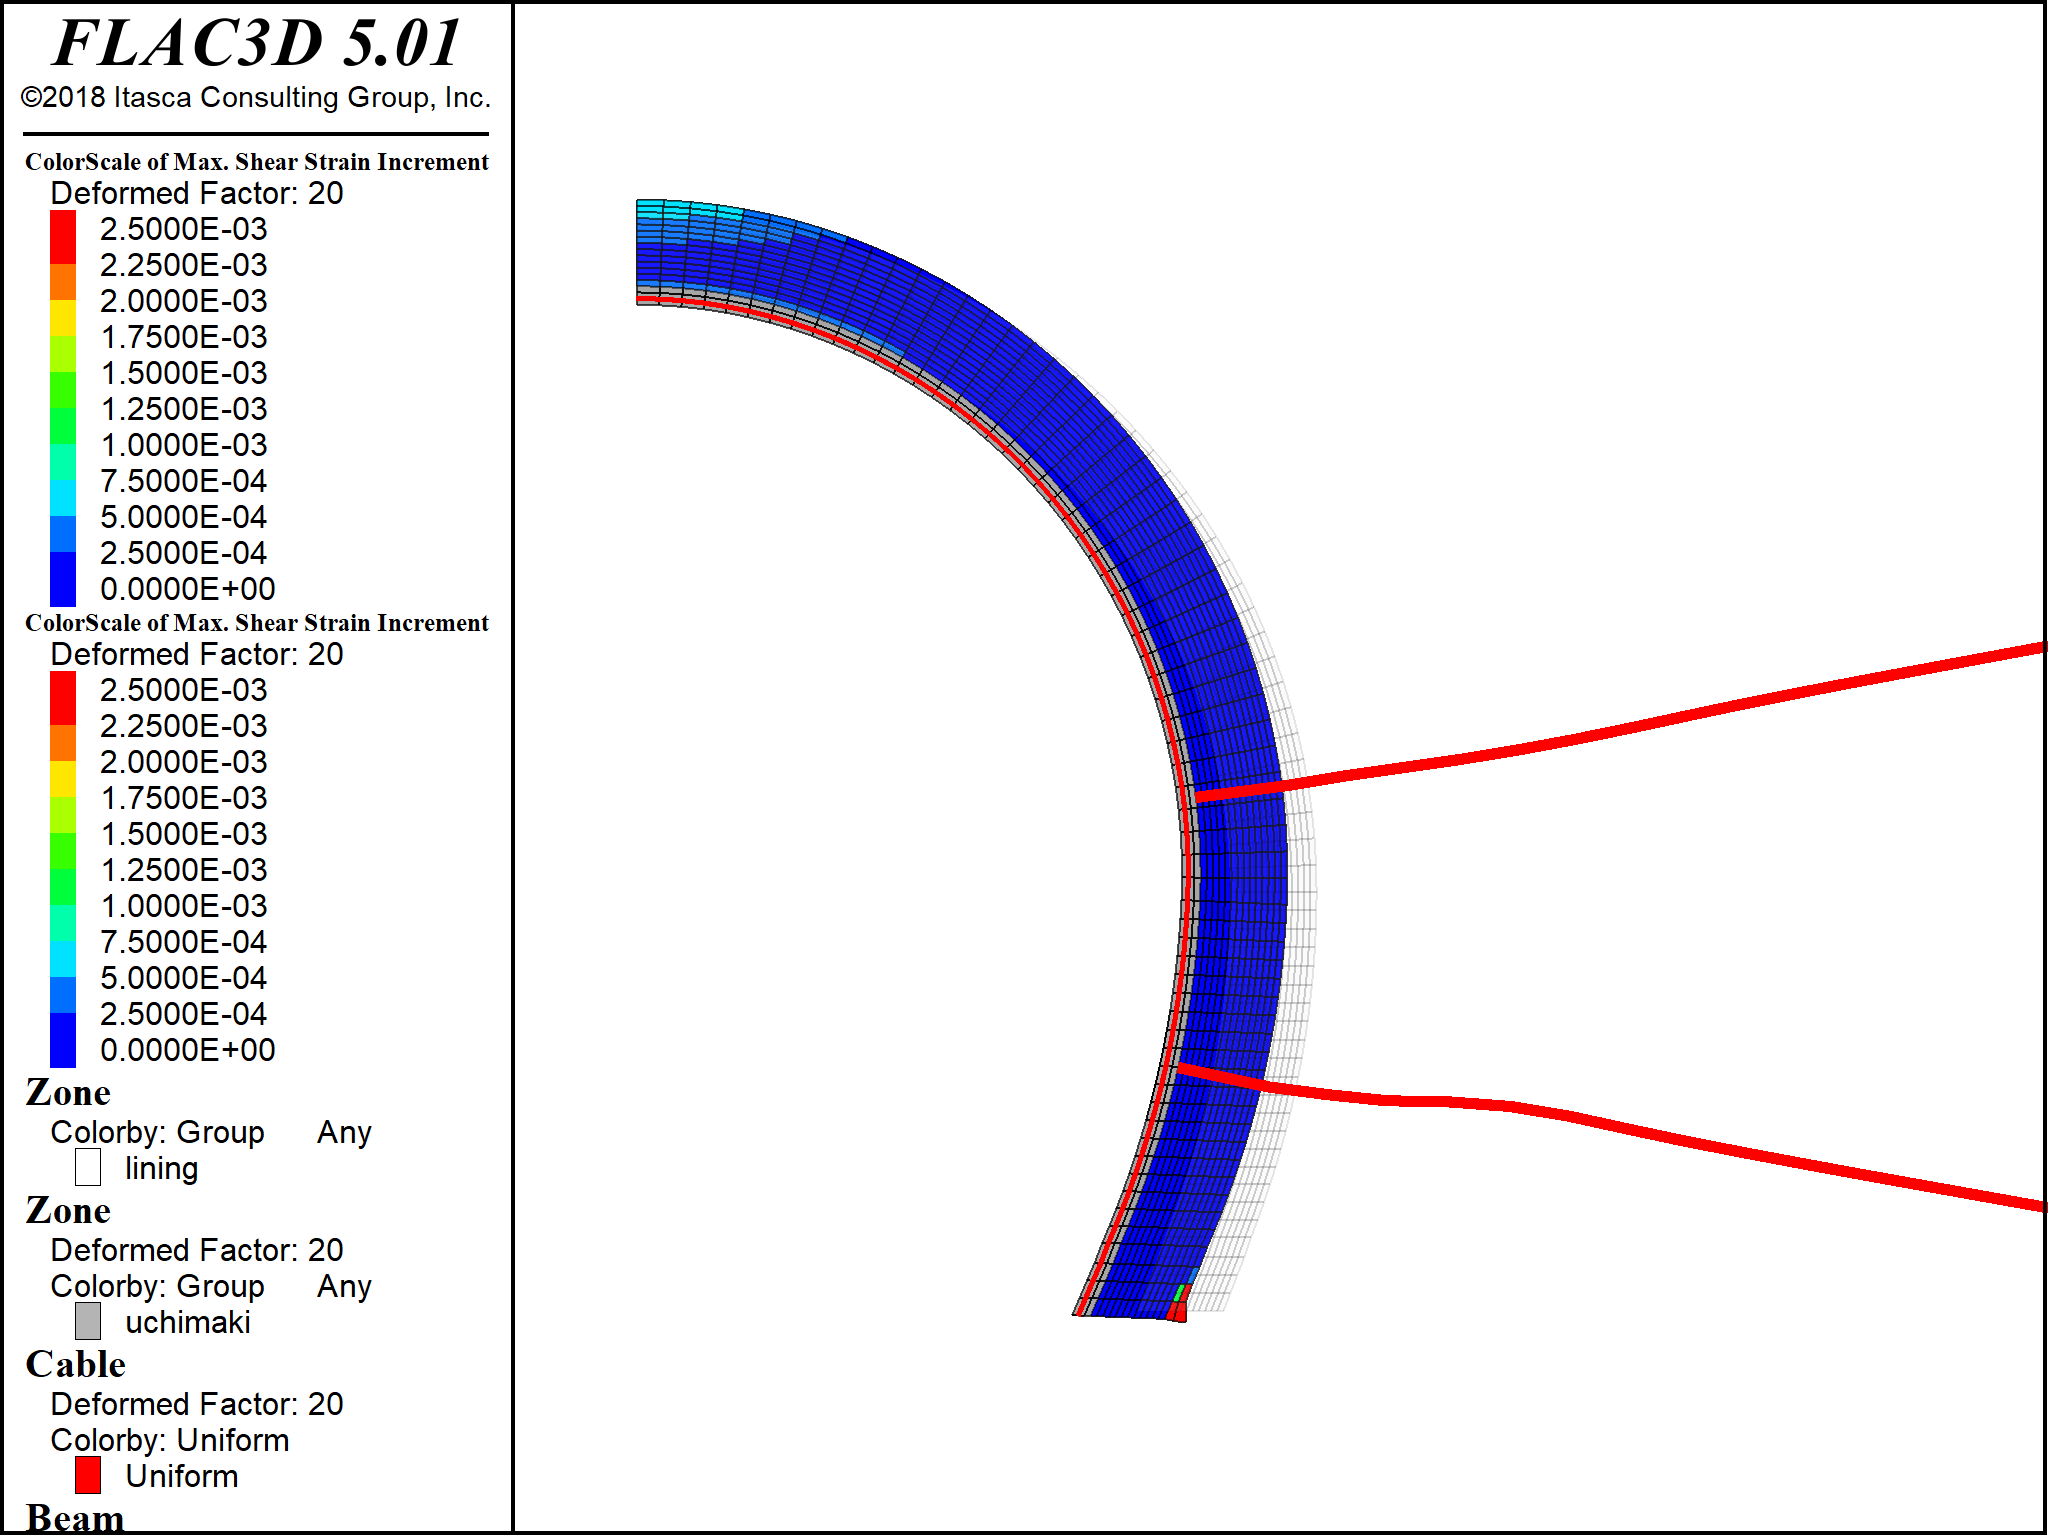 FLAC3D 5.01
©2018 Itasca Consulting Group, Inc.
ColorScale of Max. Shear Strain Increment
Deformed Factor: 20
2.5000E-03
2.2500E-03
2.0000E-03
1.7500E-03
1.5000E-03
1.2500E-03
1.0000E-03
7.5000E-04
5.0000E-04
2.5000E-04
0.0000E+00
ColorScale of Max. Shear Strain Increment
Deformed Factor: 20
2.5000E-03
2.2500E-03
2.0000E-03
1.7500E-03
1.5000E-03
1.2500E-03
1.0000E-03
7.5000E-04
5.0000E-04
2.5000E-04
0.0000E+00
Zone
Colorby: Group Any
lining
Zone
Deformed Factor: 20
Colorby: Group Any
uchimaki
Cable
Deformed Factor: 20
Colorby: Uniform
Uniform
Beam